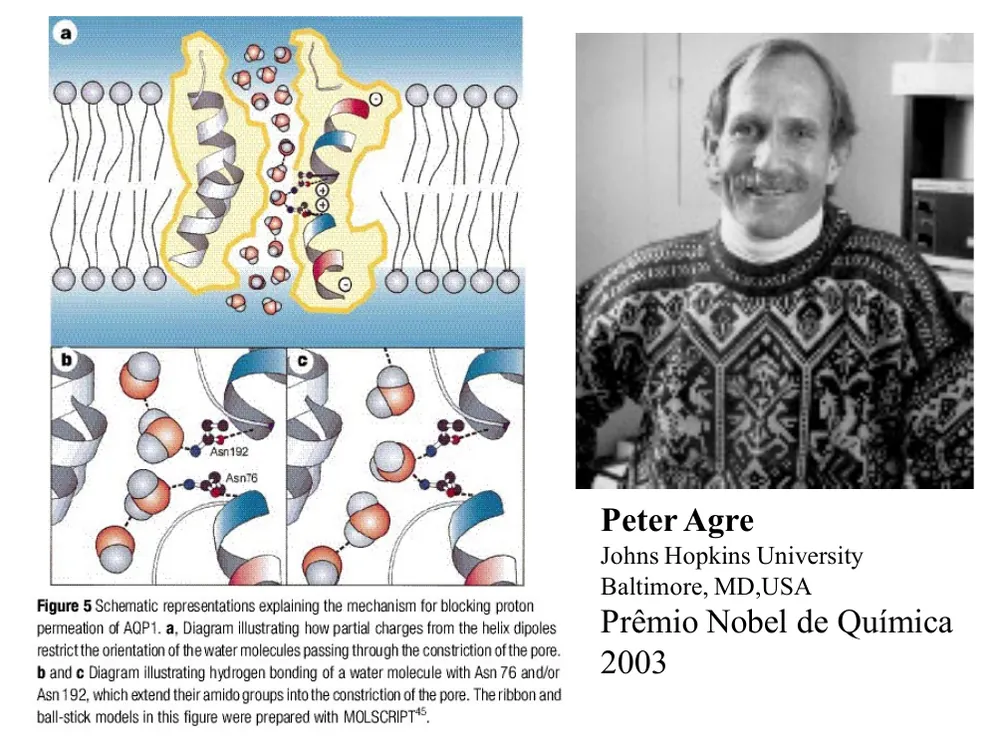 a
-
+
+
-
b
c
Asn192
Asn76
Figure 5 Schematic representations explaining the mechanism for blocking proton
permeation of AQP1. a, Diagram illustrating how partial charges from the helix dipoles
restrict the orientation of the water molecules passing through the constriction of the pore.
b and c Diagram illustrating hydrogen bonding of a water molecule with Asn 76 and/or
Asn 192, which extend their amido groups into the constriction of the pore. The ribbon and
ball-stick models in this figure were prepared with MOLSCRIPT45.
Peter Agre
Johns Hopkins University
Baltimore, MD,USA
Prêmio Nobel de Química
2003